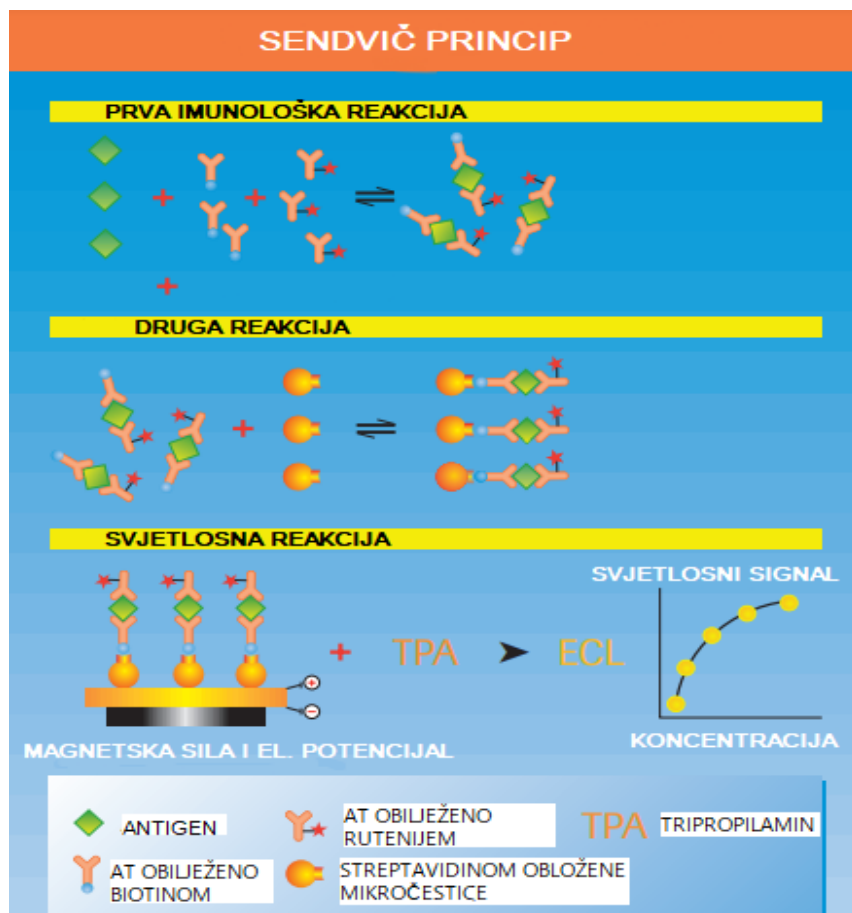 SENDVIČ PRINCIP
PRVA IMUNOLOŠKA REAKCIJA
DRUGA REAKCIJA
SVJETLOSNA REAKCIJA
SVJETLOSNI SIGNAL
TPA
ECL
KONCENTRACIJA
MAGNETSKA SILA I EL. POTENCIJAL
ANTIGEN
AT OBILJEŽENO
RUTENIJEM
TPA
TRIPROPILAMIN
AT OBILJEŽENO
BIOTINOM
STREPTAVIDINOM OBLOŽENE
MIKROČESTICE